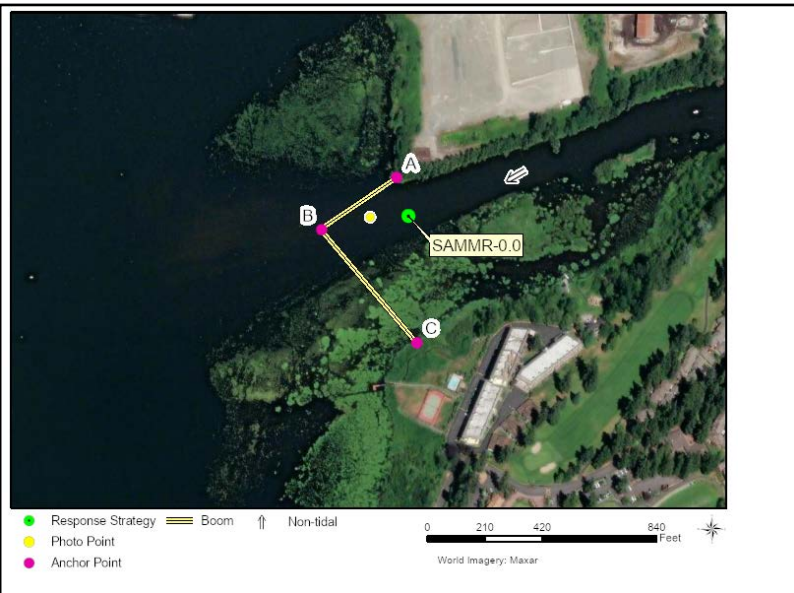 A
B
SAMMR-0.0
C
Response Strategy Boom Non-tidal
Photo Point
Anchor Point
0 210 420 840
Feet
World Imagery: Maxar